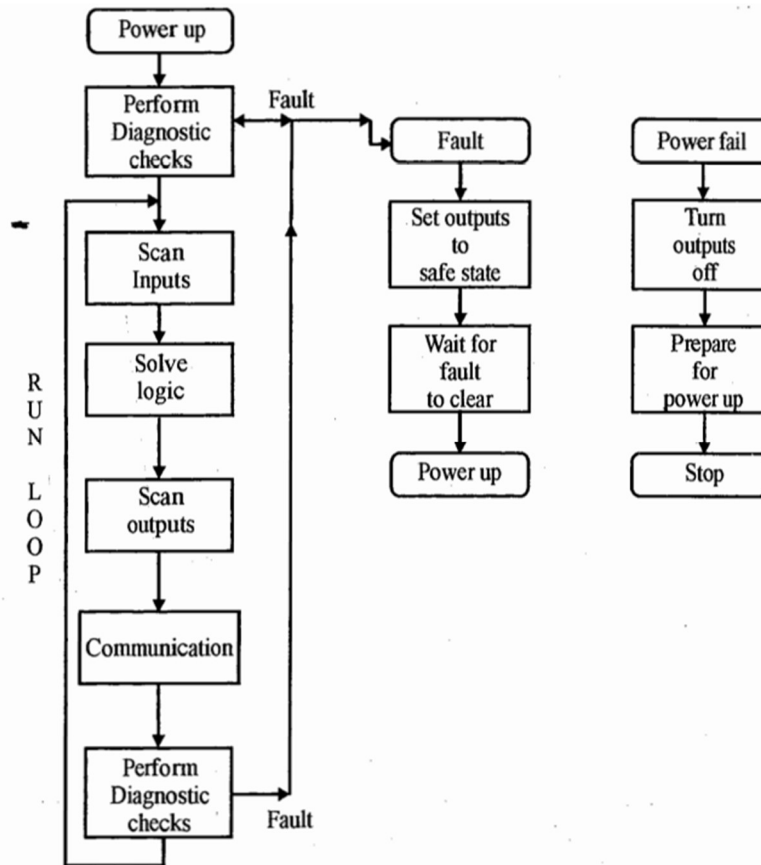 Power up
Perform
Diagnostic
checks
Fault
Scan
Inputs
Solve
logic
Scan
outputs
Communication
Perform
Diagnostic
checks
Fault
R
U
N
L
O
O
P
Fault
Set outputs
to
safe state
Wait for
fault
to clear
Power up
Power fail
Turn
outputs
off
Prepare
for
power up
Stop